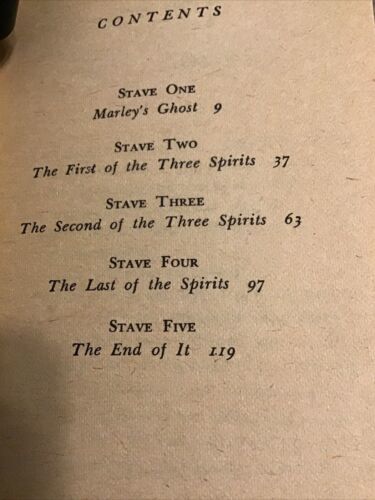 CONTENTS
STAVE ONE
Marley's Ghost 9
STAVE TWO
The First of the Three Spirits 37
STAVE THREE
The Second of the Three Spirits 63
STAVE FOUR
The Last of the Spirits 97
STAVE FIVE
The End of It 119